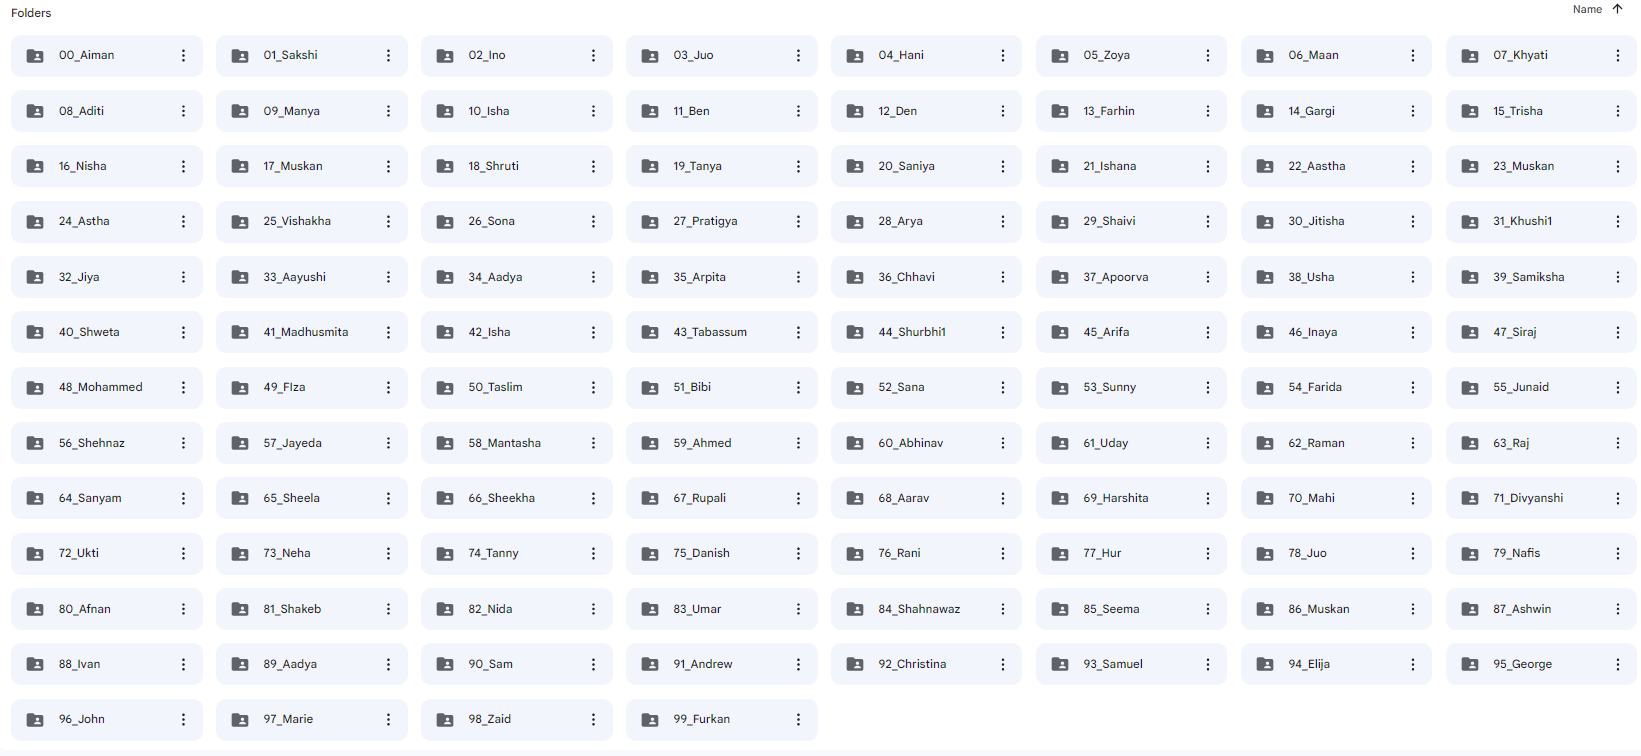 Folders Name
00_Aiman 01_Sakshi 02_Ino 03_Juo 04_Hani 05_Zoya 06_Maan 07_Khyati
08_Aditi 09_Manya 10_Isha 11_Ben 12_Den 13_Farhin 14_Gargi 15_Trisha
16_Nisha 17_Muskan 18_Shruti 19_Tanya 20_Saniya 21_Ishana 22_Aastha 23_Muskan
24_Astha 25_Vishakha 26_Sona 27_Pratigya 28_Arya 29_Shaivi 30_Jitisha 31_Khushi1
32_Jiya 33_Aayushi 34_Aadya 35_Arpita 36_Chhavi 37_Apoorva 38_Usha 39_Samiksha
40_Shweta 41_Madhusmita 42_Isha 43_Tabassum 44_Shurbhi1 45_Arifa 46_Inaya 47_Siraj
48_Mohammed 49_FIza 50_Taslim 51_Bibi 52_Sana 53_Sunny 54_Farida 55_Junaid
56_Shehnaz 57_Jayeda 58_Mantasha 59_Ahmed 60_Abhinav 61_Uday 62_Raman 63_Raj
64_Sanyam 65_Sheela 66_Sheekha 67_Rupali 68_Aarav 69_Harshita 70_Mahi 71_Divyanshi
72_Ukti 73_Neha 74_Tanny 75_Danish 76_Rani 77_Hur 78_Juo 79_Nafis
80_Afnan 81_Shakeb 82_Nida 83_Umar 84_Shahnawaz 85_Seema 86_Muskan 87_Ashwin
88_Ivan 89_Aadya 90_Sam 91_Andrew 92_Christina 93_Samuel 94_Elija 95_George
96_John 97_Marie 98_Zaid 99_Furkan